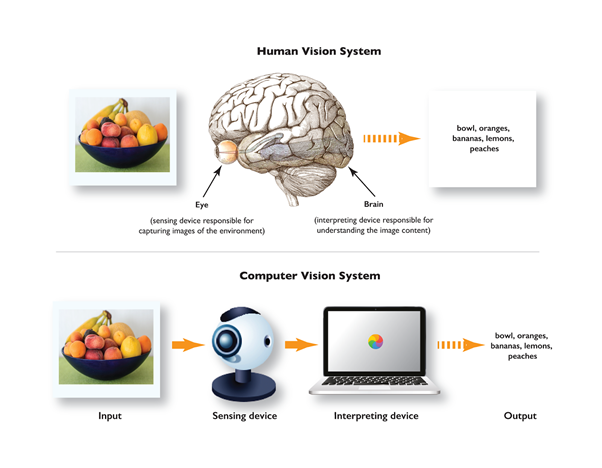 Human Vision System
bowl, oranges,
bananas, lemons,
peaches
Eye
(sensing device responsible for
capturing images of the environment)
Brain
(interpreting device responsible for
understanding the image content)
Computer Vision System
bowl, oranges,
bananas, lemons,
peaches
Input
Sensing device
Interpreting device
Output